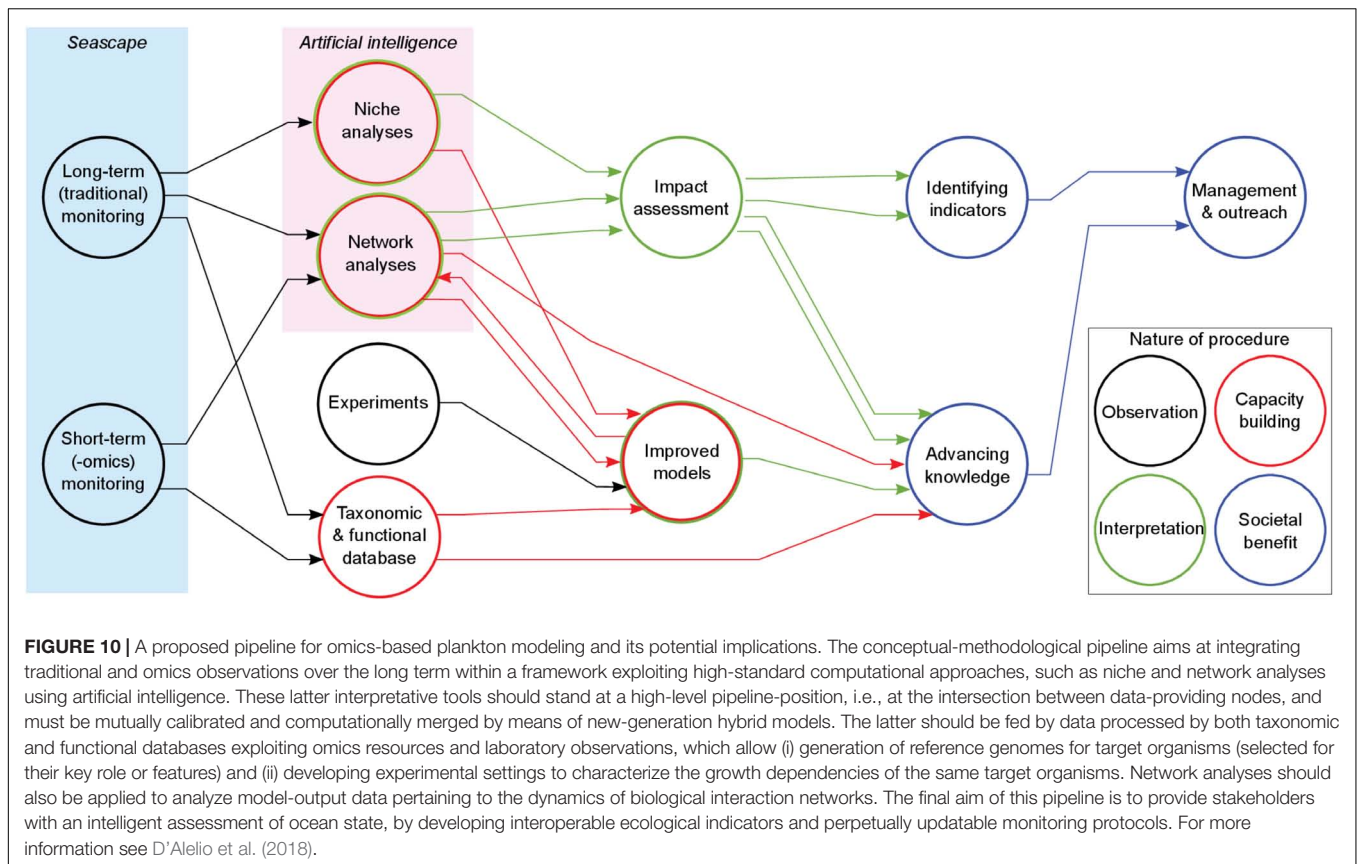 Seascape
Artificial intelligence
Niche
analyses
Long-term
(traditional)
monitoring
Network
analyses
Impact
assessment
Identifying
indicators
Management
& outreach
Experiments
Short-term
(-omics)
monitoring
Taxonomic
& functional
database
Improved
models
Advancing
knowledge
Nature of procedure
Observation
Capacity
building
Interpretation
Societal
benefit
FIGURE 10 | A proposed pipeline for omics-based plankton modeling and its potential implications. The conceptual-methodological pipeline aims at integrating
traditional and omics observations over the long term within a framework exploiting high-standard computational approaches, such as niche and network analyses
using artificial intelligence. These latter interpretative tools should stand at a high-level pipeline-position, i.e., at the intersection between data-providing nodes, and
must be mutually calibrated and computationally merged by means of new-generation hybrid models. The latter should be fed by data processed by both taxonomic
and functional databases exploiting omics resources and laboratory observations, which allow (i) generation of reference genomes for target organisms (selected for
their key role or features) and (ii) developing experimental settings to characterize the growth dependencies of the same target organisms. Network analyses should
also be applied to analyze model-output data pertaining to the dynamics of biological interaction networks. The final aim of this pipeline is to provide stakeholders
with an intelligent assessment of ocean state, by developing interoperable ecological indicators and perpetually updatable monitoring protocols. For more
information see D'Alelio et al. (2018).